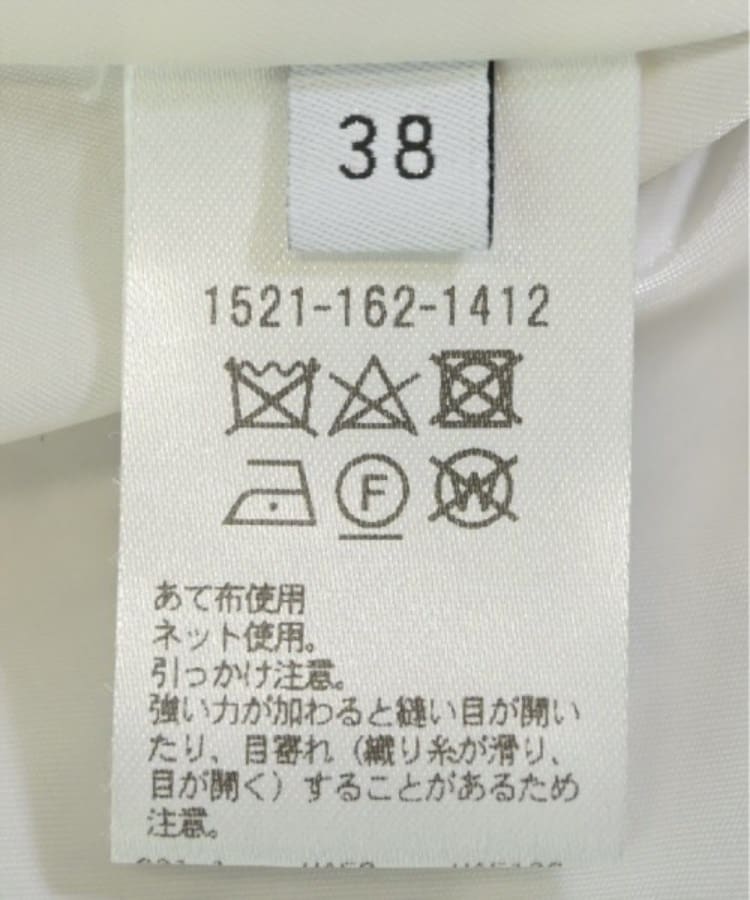 38
1521-162-1412
F
W
あて布使用
ネット使用。
引っかけ注意。
強い力が加わると縫い目が開い
たり、目寄れ（織り糸が滑り、
目が開く）することがあるため
注意。